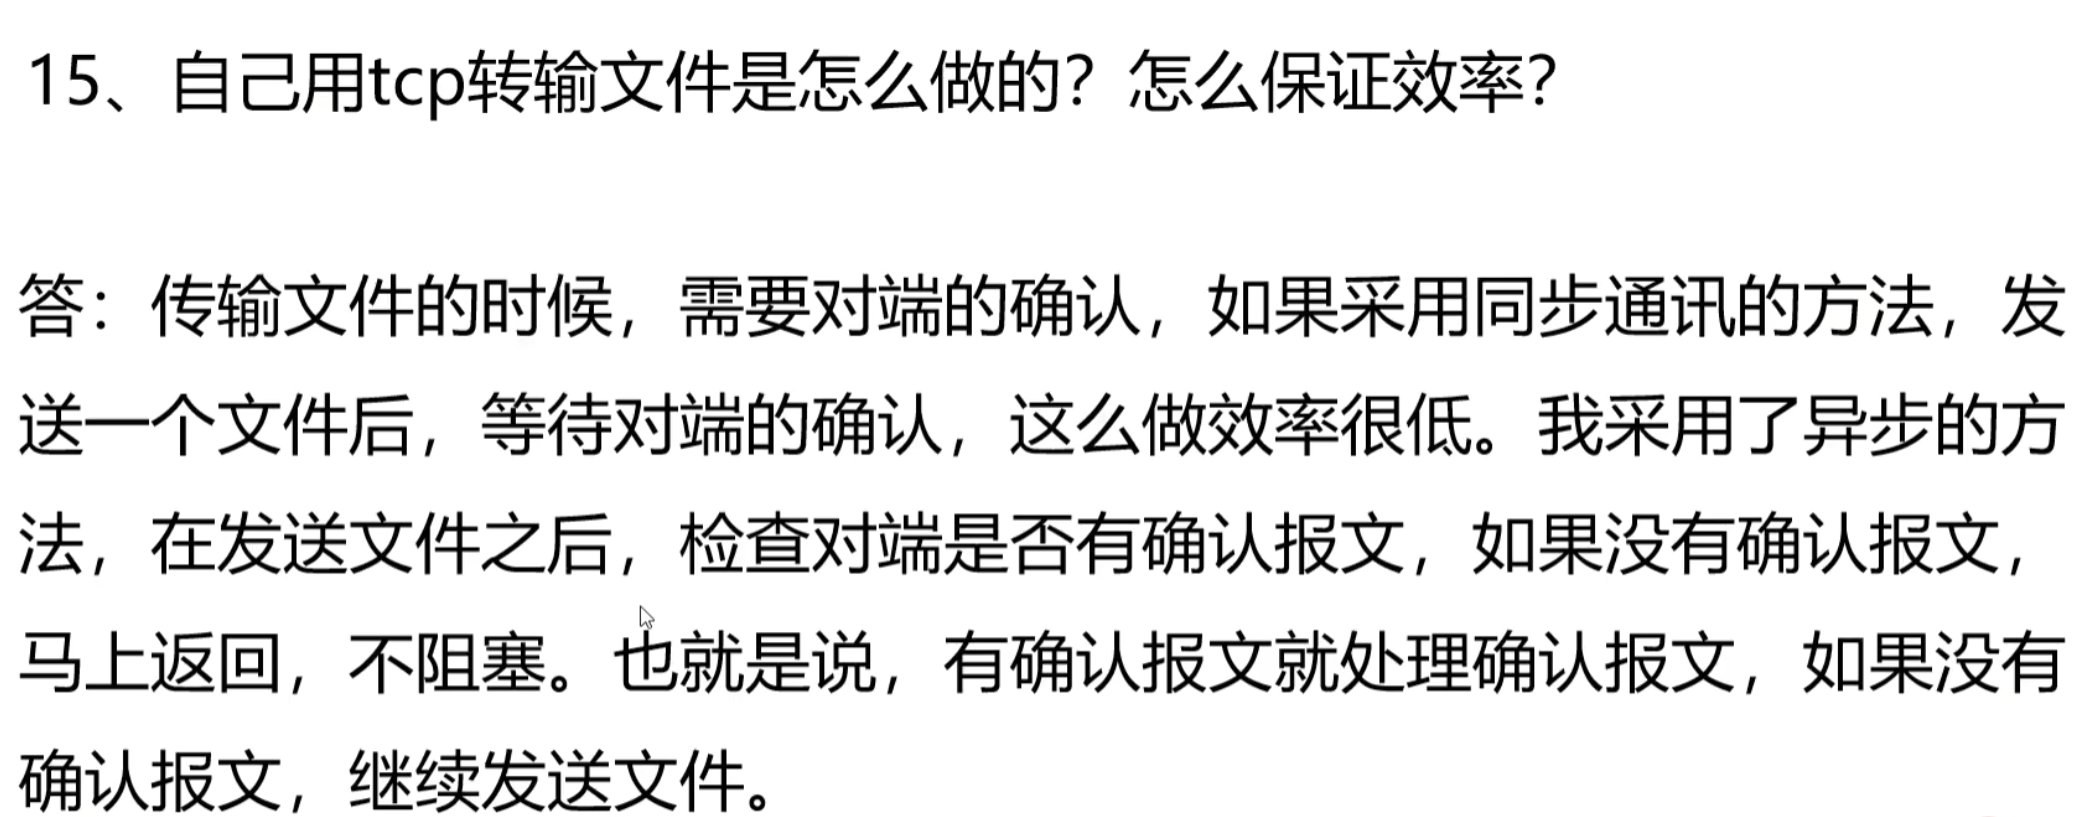 15、自己用tcp转输文件是怎么做的？怎么保证效率？
答：传输文件的时候，需要对端的确认，如果采用同步通讯的方法，发
送一个文件后，等待对端的确认，这么做效率很低。我采用了异步的方
法，在发送文件之后，检查对端是否有确认报文，如果没有确认报文，
马上返回，不阻塞。也就是说，有确认报文就处理确认报文，如果没有
确认报文，继续发送文件。